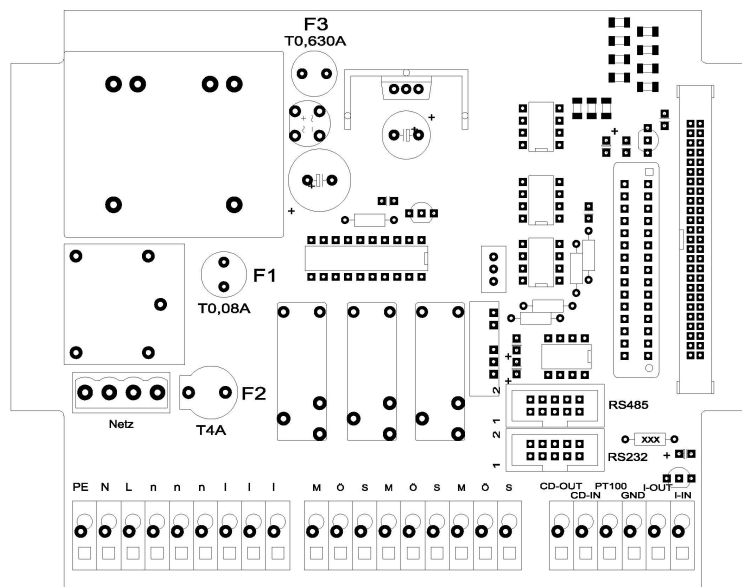 F3
T0,630A
F1
T0,08A
F2
T4A
Netz
2
1
RS485
2
1
RS232
xxx
PE N L n n n l l l
M Ö S M Ö S M Ö S
CD-OUT PT100 I-OUT
CD-IN GND I-IN